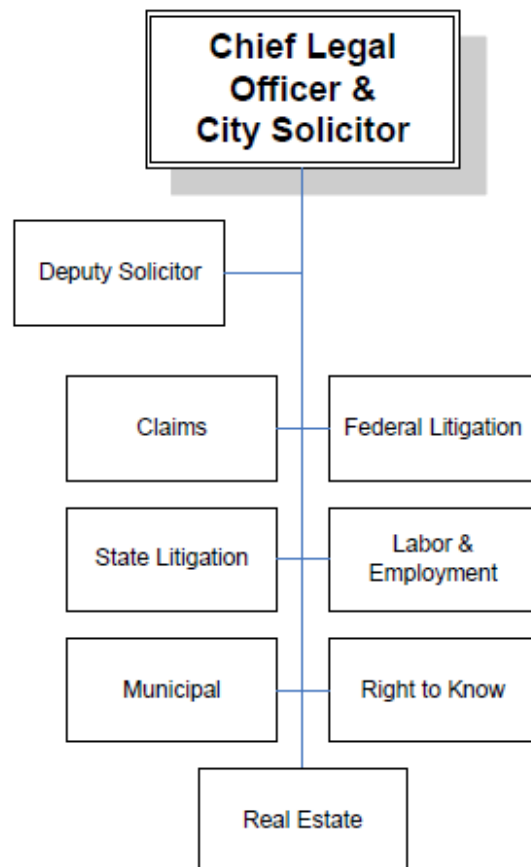 Chief Legal
Officer &
City Solicitor
Deputy Solicitor
Claims
Federal Litigation
State Litigation
Labor &
Employment
Municipal
Right to Know
Real Estate